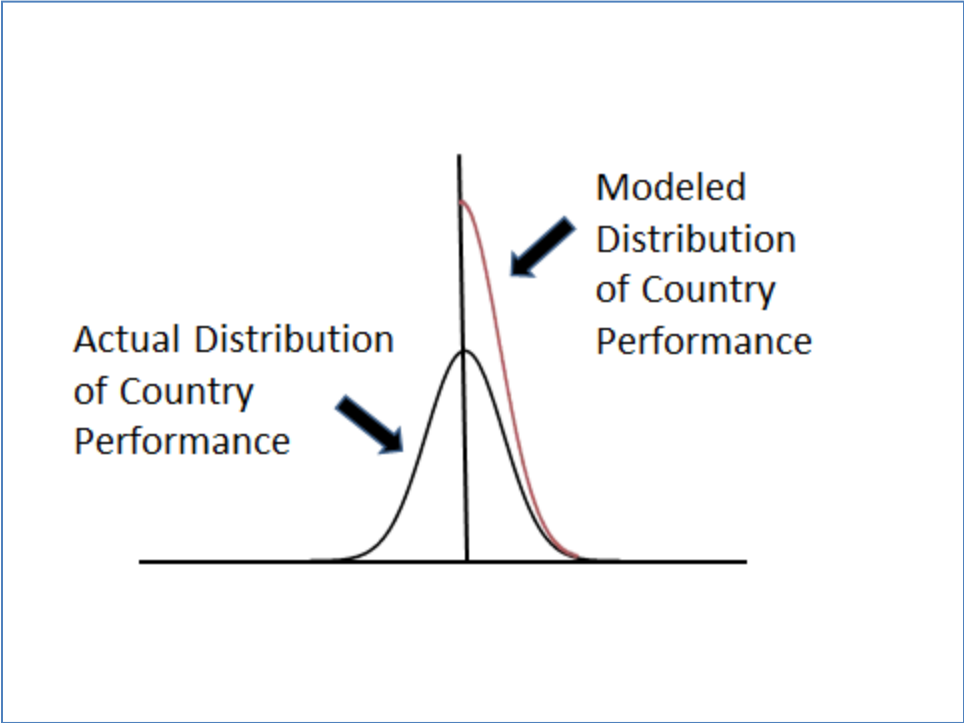 Modeled
Distribution
of Country
Performance
Actual Distribution
of Country
Performance